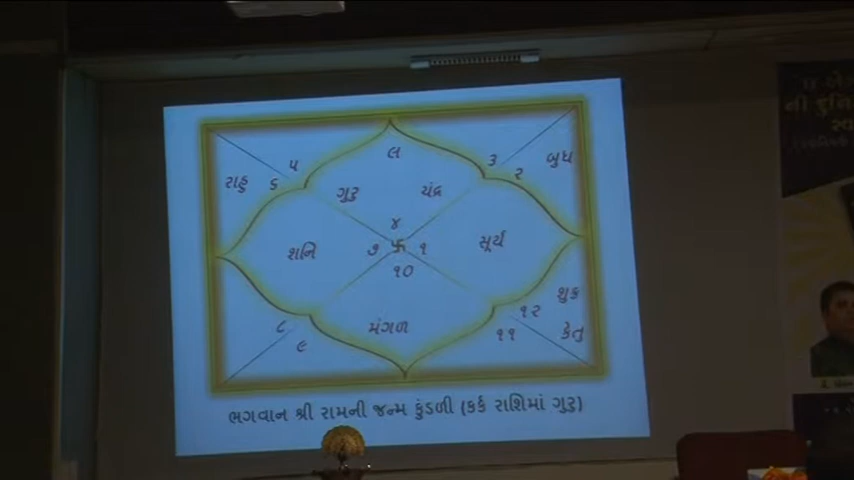 લ
૫
૩
રાહુ
૬
ગુરુ
ચંદ્ર
૨
બુધ
૪
શનિ
૭
૧
સૂર્ય
૧૦
૮
૯
મંગળ
૧૧
૧૨
શુક્ર
કેતુ
ભગવાન શ્રી રામની જન્મ કુંડળી (કર્ક રાશિમાં ગુરુ)